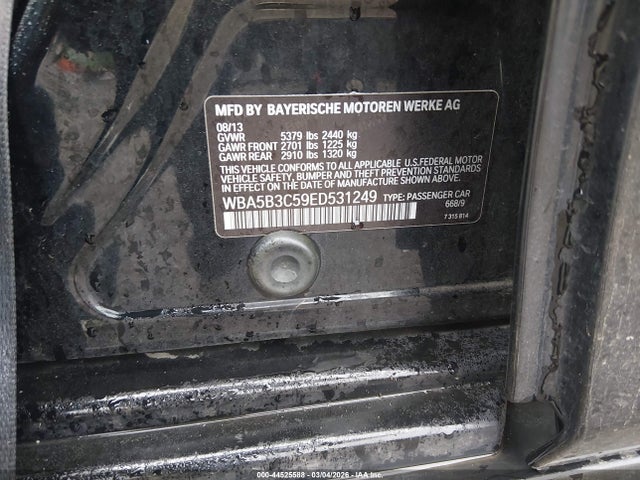 MFD BY BAYERISCHE MOTOREN WERKE AG
08/13
GVWR 5379 lbs 2440 kg
GAWR FRONT 2701 lbs 1225 kg
GAWR REAR 2910 lbs 1320 kg
THIS VEHICLE CONFORMS TO ALL APPLICABLE U.S.FEDERAL MOTOR
VEHICLE SAFETY, BUMPER AND THEFT PREVENTION STANDARDS
IN EFFECT ON THE DATE OF MANUFACTURE SHOWN ABOVE.
WBA5B3C59ED531249 TYPE: PASSENGER CAR
668/9
7 315 814
000-44525588 - 03/04/2026 - IAA Inc.